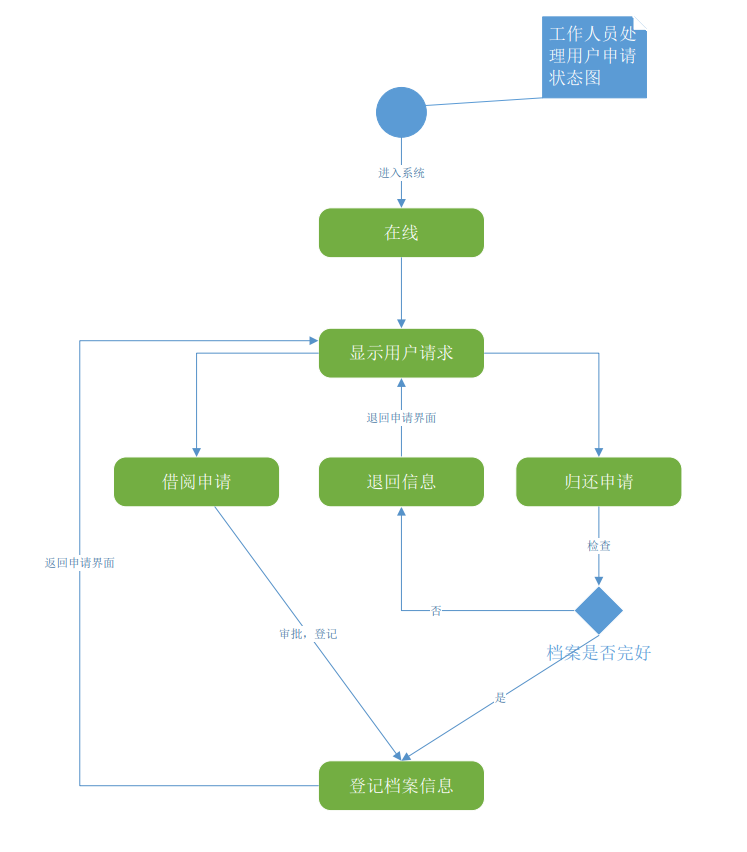 工作人员处
理用户申请
状态图
进入系统
在线
显示用户请求
退回申请界面
借阅申请
退回信息
归还申请
检查
返回申请界面
否
审批，登记
档案是否完好
是
登记档案信息